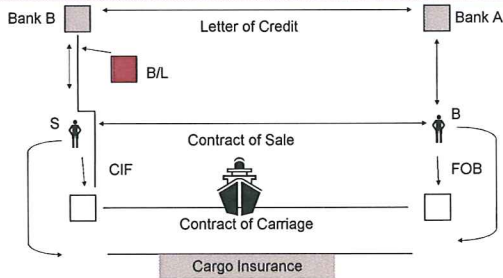 Bank B
Bank A
Letter of Credit
B/L
S
B
Contract of Sale
CIF
FOB
Contract of Carriage
Cargo Insurance